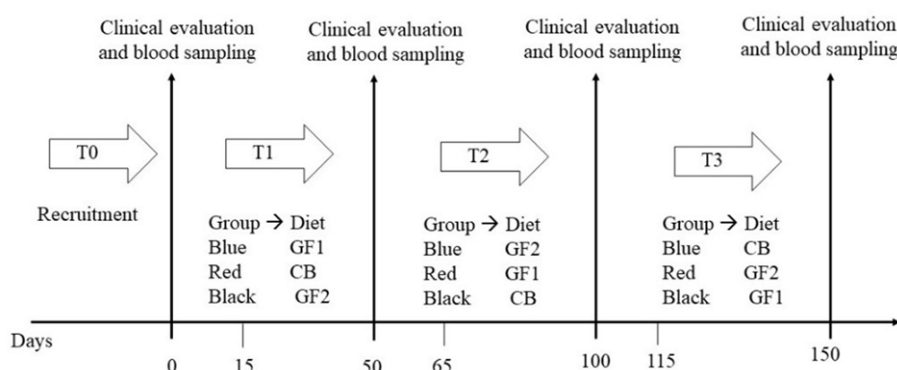 Clinical evaluation
and blood sampling
Clinical evaluation
and blood sampling
Clinical evaluation
and blood sampling
Clinical evaluation
and blood sampling
T0
T1
T2
T3
Recruitment
Group → Diet
Blue GF1
Red CB
Black GF2
Group → Diet
Blue GF2
Red GF1
Black CB
Group → Diet
Blue CB
Red GF2
Black GF1
Days
0 15 50 65 100 115 150